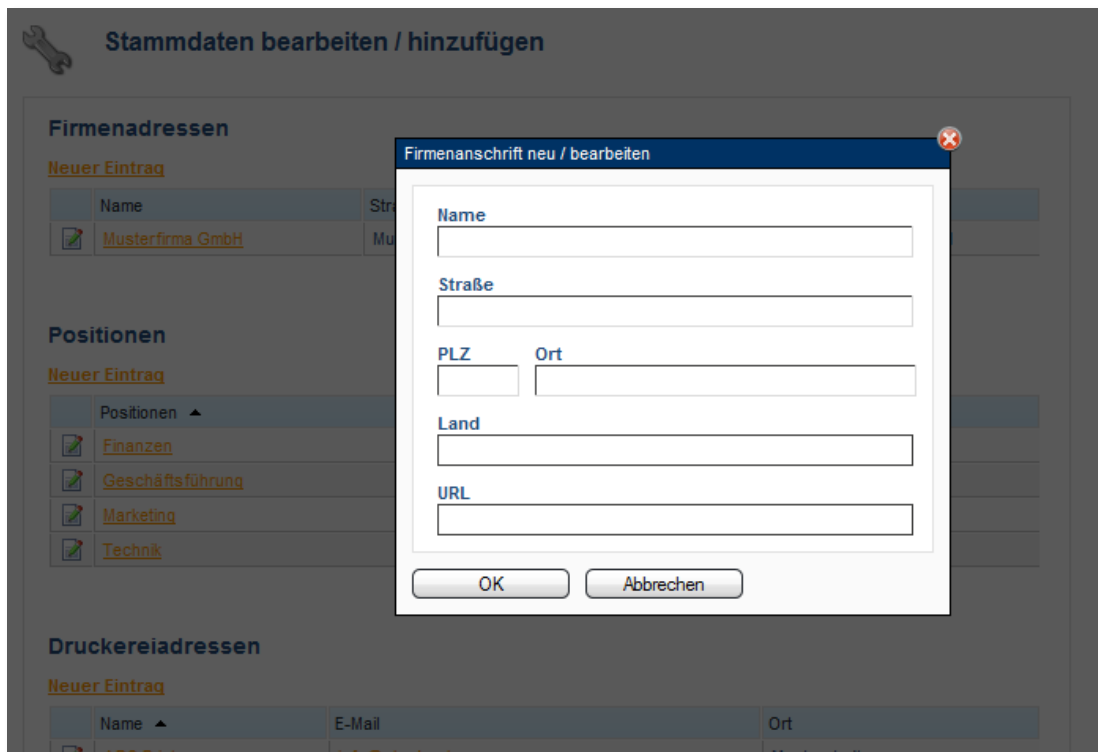 Stammdaten bearbeiten / hinzufügen
Firmenadressen
Neuer Eintrag
Name
Musterfirma GmbH
Firmenanschrift neu / bearbeiten
Name
Straße
PLZ Ort
Land
URL
OK Abbrechen
Positionen
Neuer Eintrag
Positionen
Finanzen
Geschäftsführung
Marketing
Technik
Druckereiadressen
Neuer Eintrag
Name E-Mail Ort